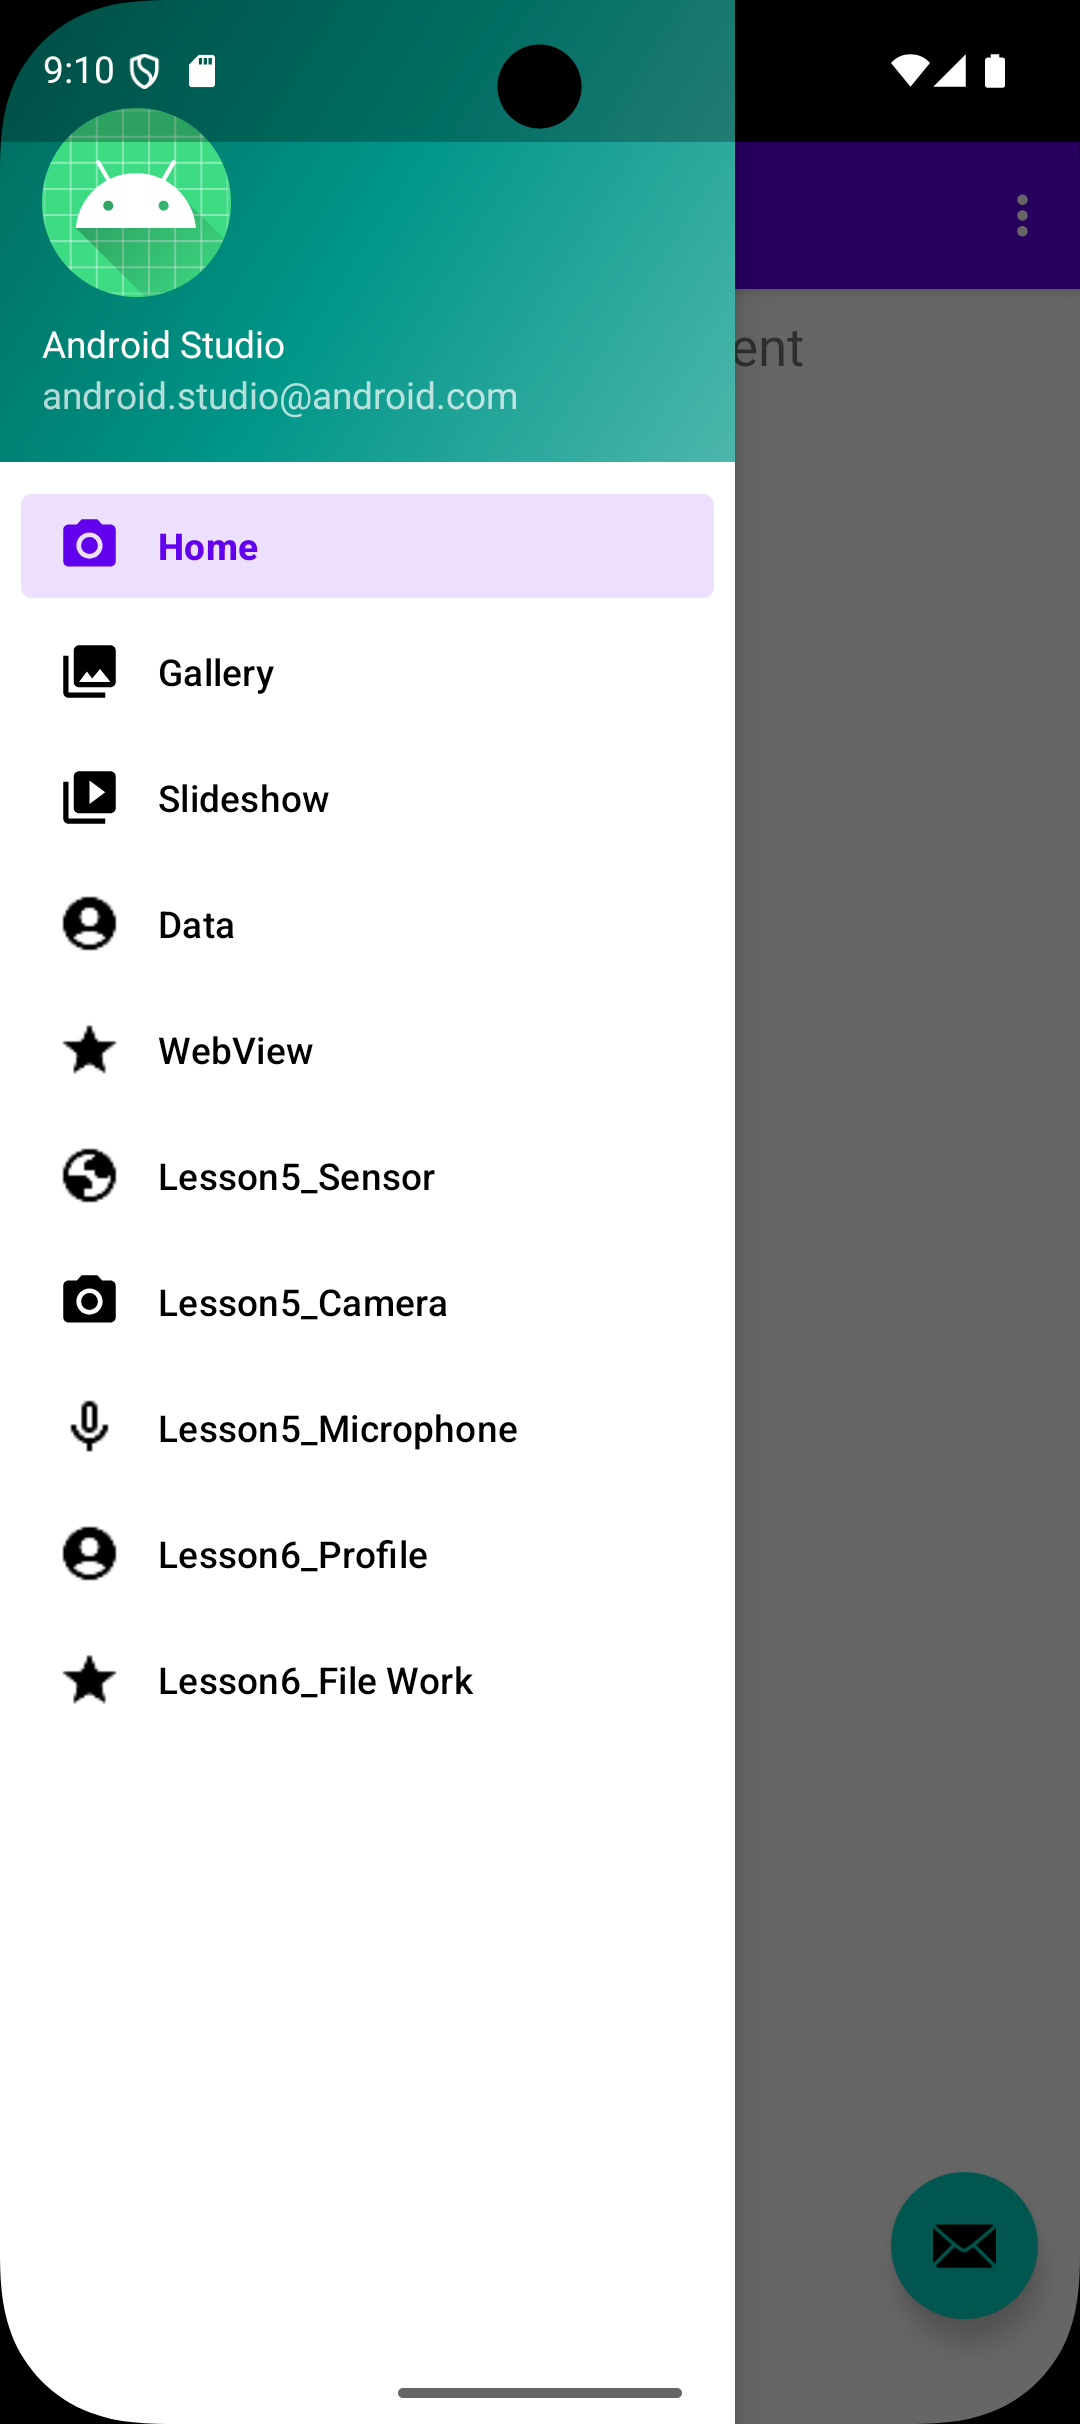 9:10
Android Studio
android.studio@android.com
ent
Home
Gallery
Slideshow
Data
WebView
Lesson5_Sensor
Lesson5_Camera
Lesson5_Microphone
Lesson6_Profile
Lesson6_File Work